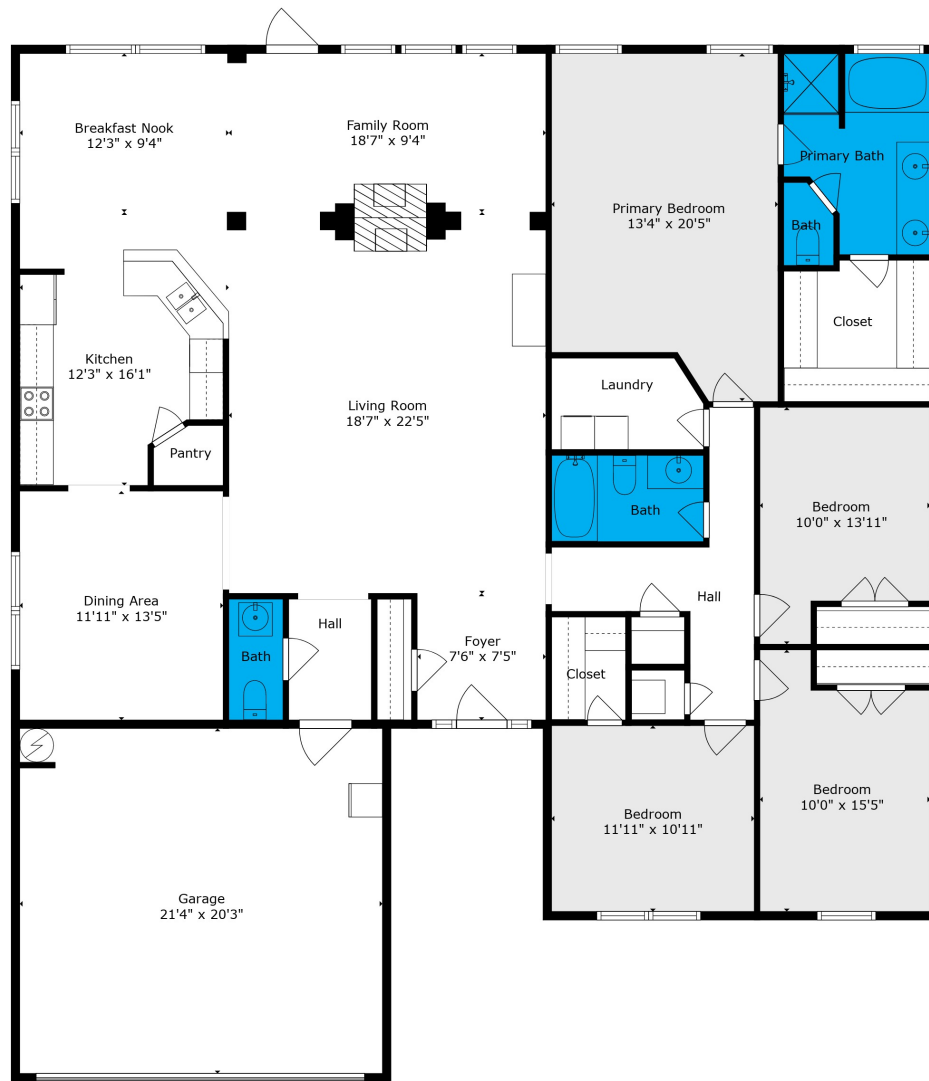 Breakfast Nook
12'3" x 9'4"
Family Room
18'7" x 9'4"
Primary Bedroom
13'4" x 20'5"
Primary Bath
Bath
Closet
Kitchen
12'3" x 16'1"
Pantry
Living Room
18'7" x 22'5"
Laundry
Bath
Bedroom
10'0" x 13'11"
Dining Area
11'11" x 13'5"
Bath
Hall
Foyer
7'6" x 7'5"
Closet
Hall
Bedroom
11'11" x 10'11"
Bedroom
10'0" x 15'5"
Garage
21'4" x 20'3"